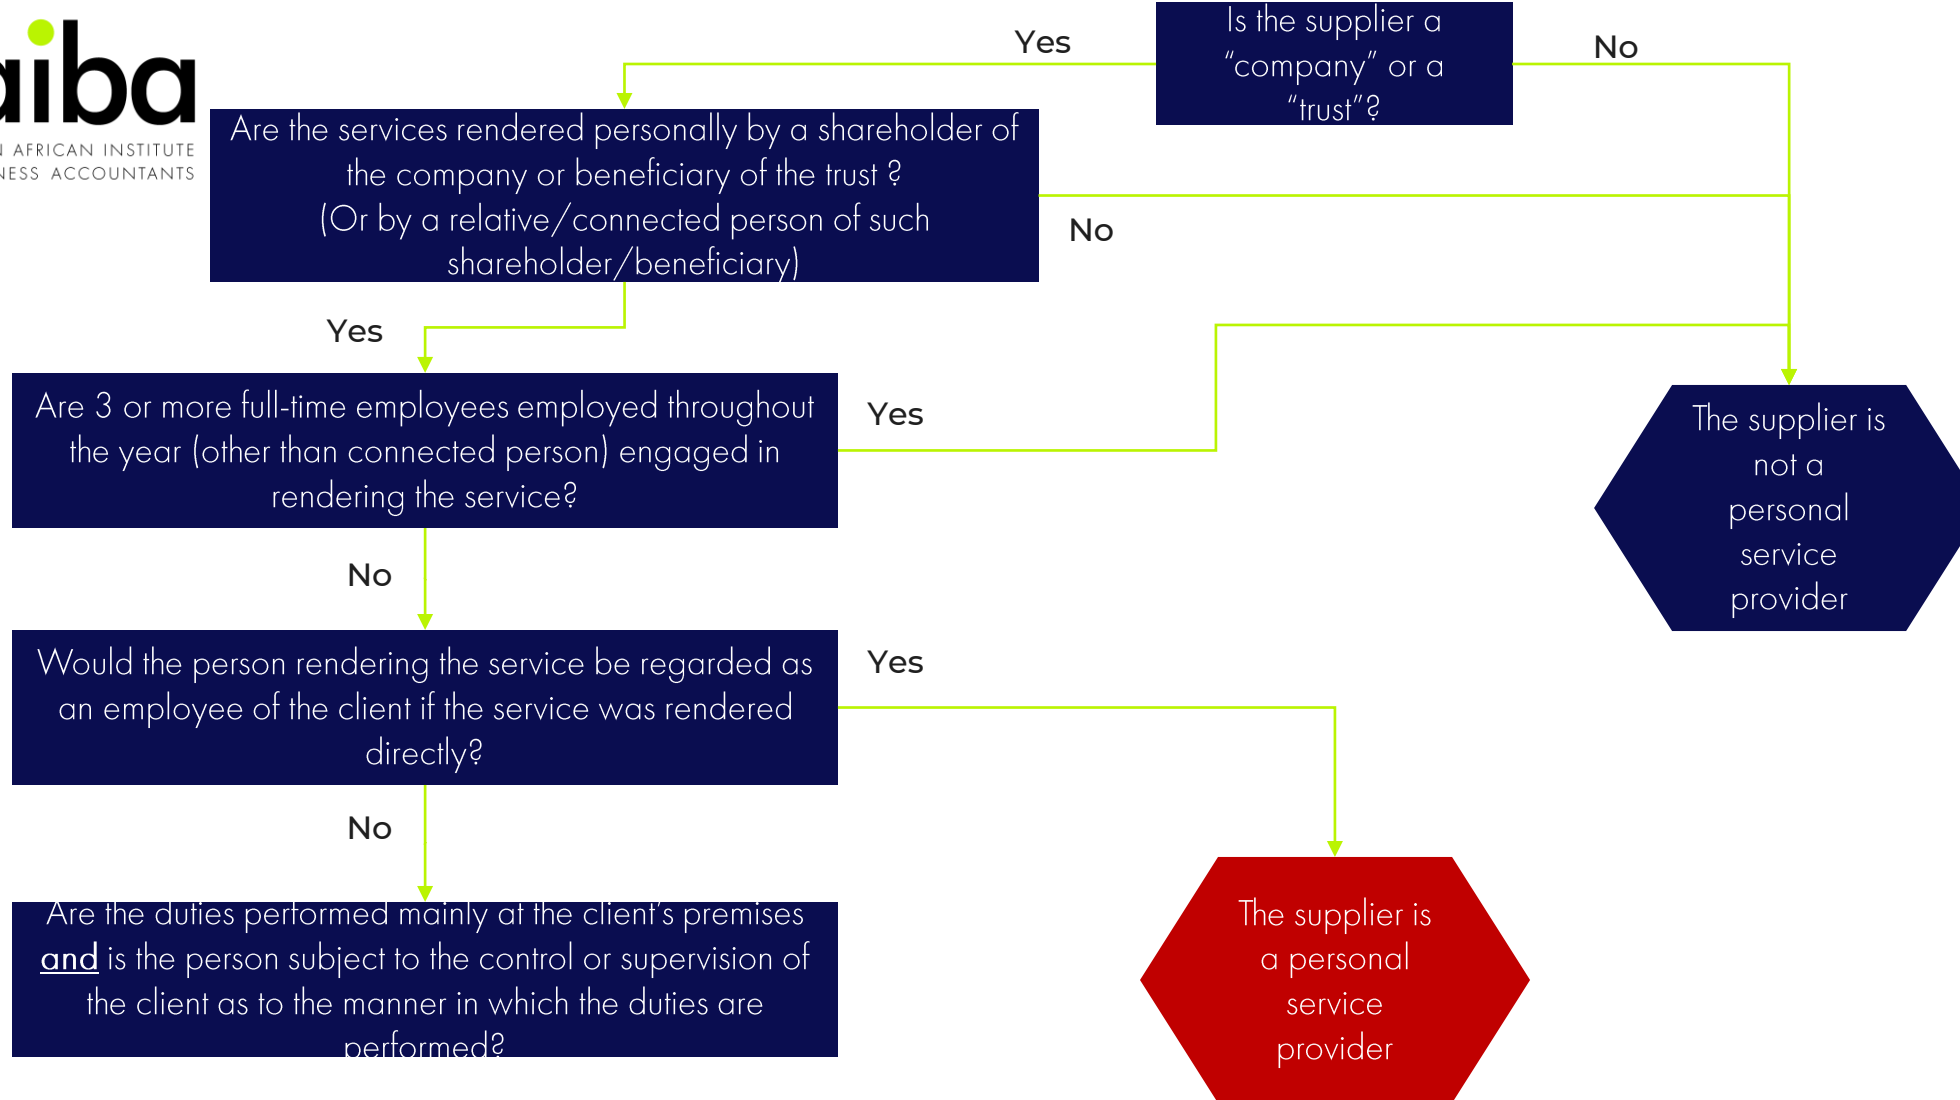 Is the supplier a
“company” or a
“trust”?
Yes
No
aiba
AFRICAN INSTITUTE
ACCOUNTANTS
Are the services rendered personally by a shareholder of
the company or beneficiary of the trust ?
(Or by a relative/connected person of such
shareholder/beneficiary)
No
Yes
Are 3 or more full-time employees employed throughout
the year (other than connected person) engaged in
rendering the service?
Yes
The supplier is
not a
personal
service
provider
No
Would the person rendering the service be regarded as
an employee of the client if the service was rendered
directly?
Yes
No
Are the duties performed mainly at the client’s premises
and is the person subject to the control or supervision of
the client as to the manner in which the duties are
performed?
The supplier is
a personal
service
provider